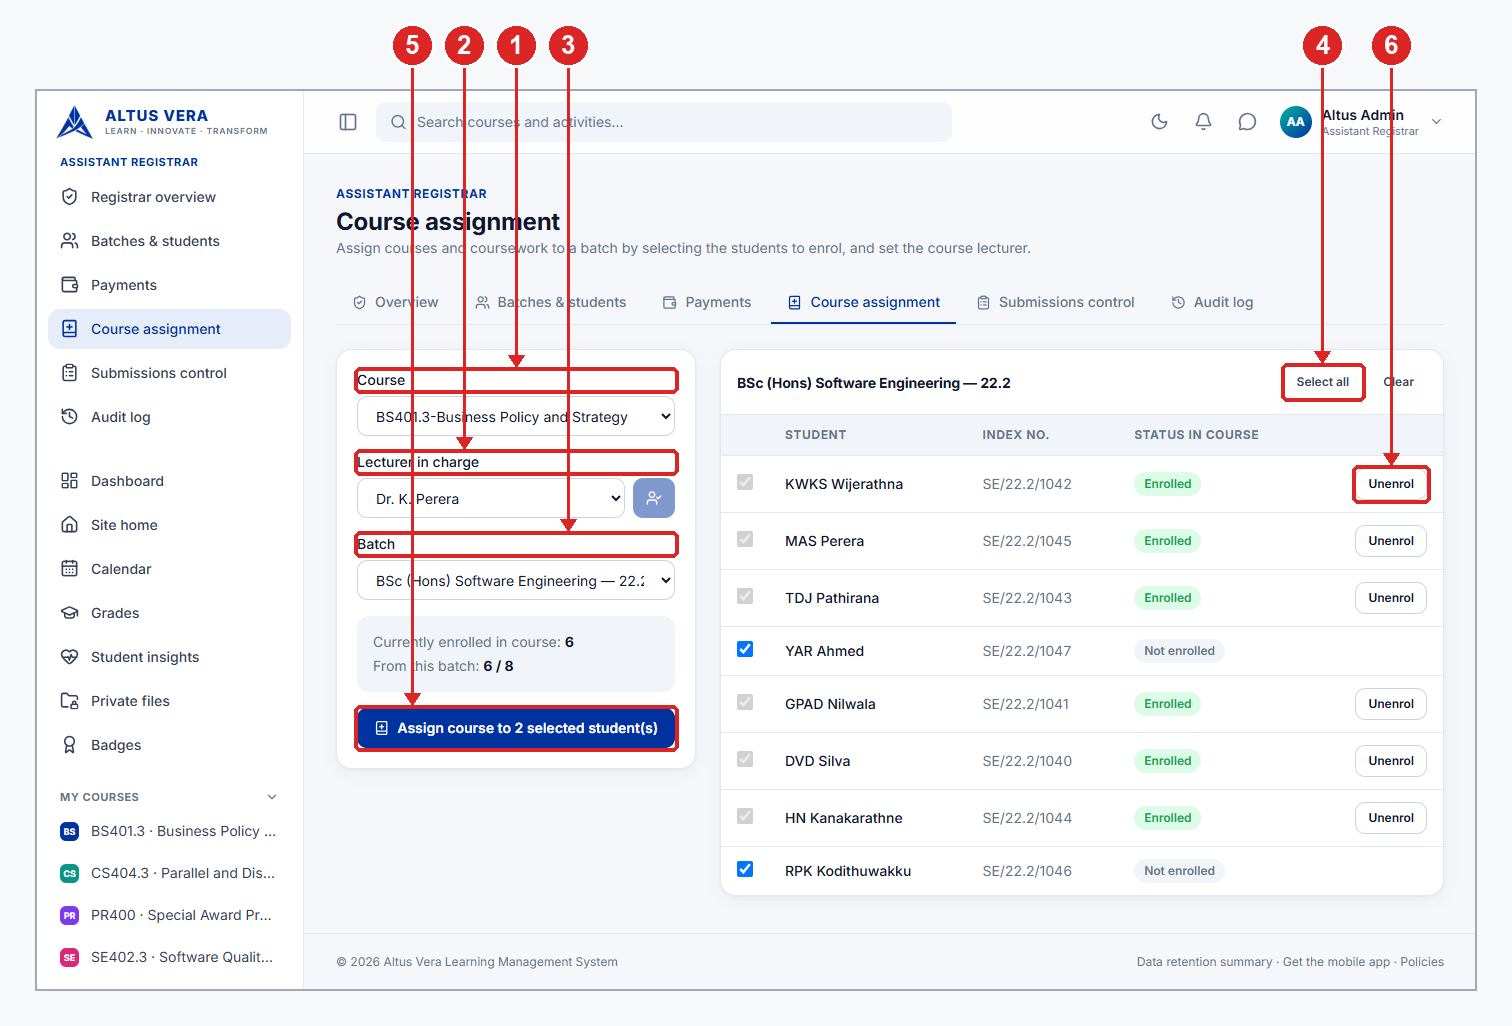 5 2 1 3 4 6
ALTUS VERA
LEARN · INNOVATE · TRANSFORM
Search courses and activities...
AA
Altus Admin
Assistant Registrar
ASSISTANT REGISTRAR
Registrar overview
Batches & students
Payments
Course assignment
Submissions control
Audit log
Dashboard
Site home
Calendar
Grades
Student insights
Private files
Badges
MY COURSES
BS BS401.3 · Business Policy ...
CS CS404.3 · Parallel and Dis...
PR PR400 · Special Award Pr...
SE SE402.3 · Software Qualit...
ASSISTANT REGISTRAR
Course assignment
Assign courses and coursework to a batch by selecting the students to enrol, and set the course lecturer.
Overview Batches & students Payments Course assignment Submissions control Audit log
Course
BS401.3-Business Policy and Strategy
Lecturer in charge
Dr. K. Perera
Batch
BSc (Hons) Software Engineering — 22.2
Currently enrolled in course: 6
From this batch: 6 / 8
Assign course to 2 selected student(s)
BSc (Hons) Software Engineering — 22.2 Select all Clear
STUDENT INDEX NO. STATUS IN COURSE
KWKS Wijerathna SE/22.2/1042 Enrolled Unenrol
MAS Perera SE/22.2/1045 Enrolled Unenrol
TDJ Pathirana SE/22.2/1043 Enrolled Unenrol
YAR Ahmed SE/22.2/1047 Not enrolled
GPAD Nilwala SE/22.2/1041 Enrolled Unenrol
DVD Silva SE/22.2/1040 Enrolled Unenrol
HN Kanakarathne SE/22.2/1044 Enrolled Unenrol
RPK Kodithuwakku SE/22.2/1046 Not enrolled
© 2026 Altus Vera Learning Management System
Data retention summary · Get the mobile app · Policies